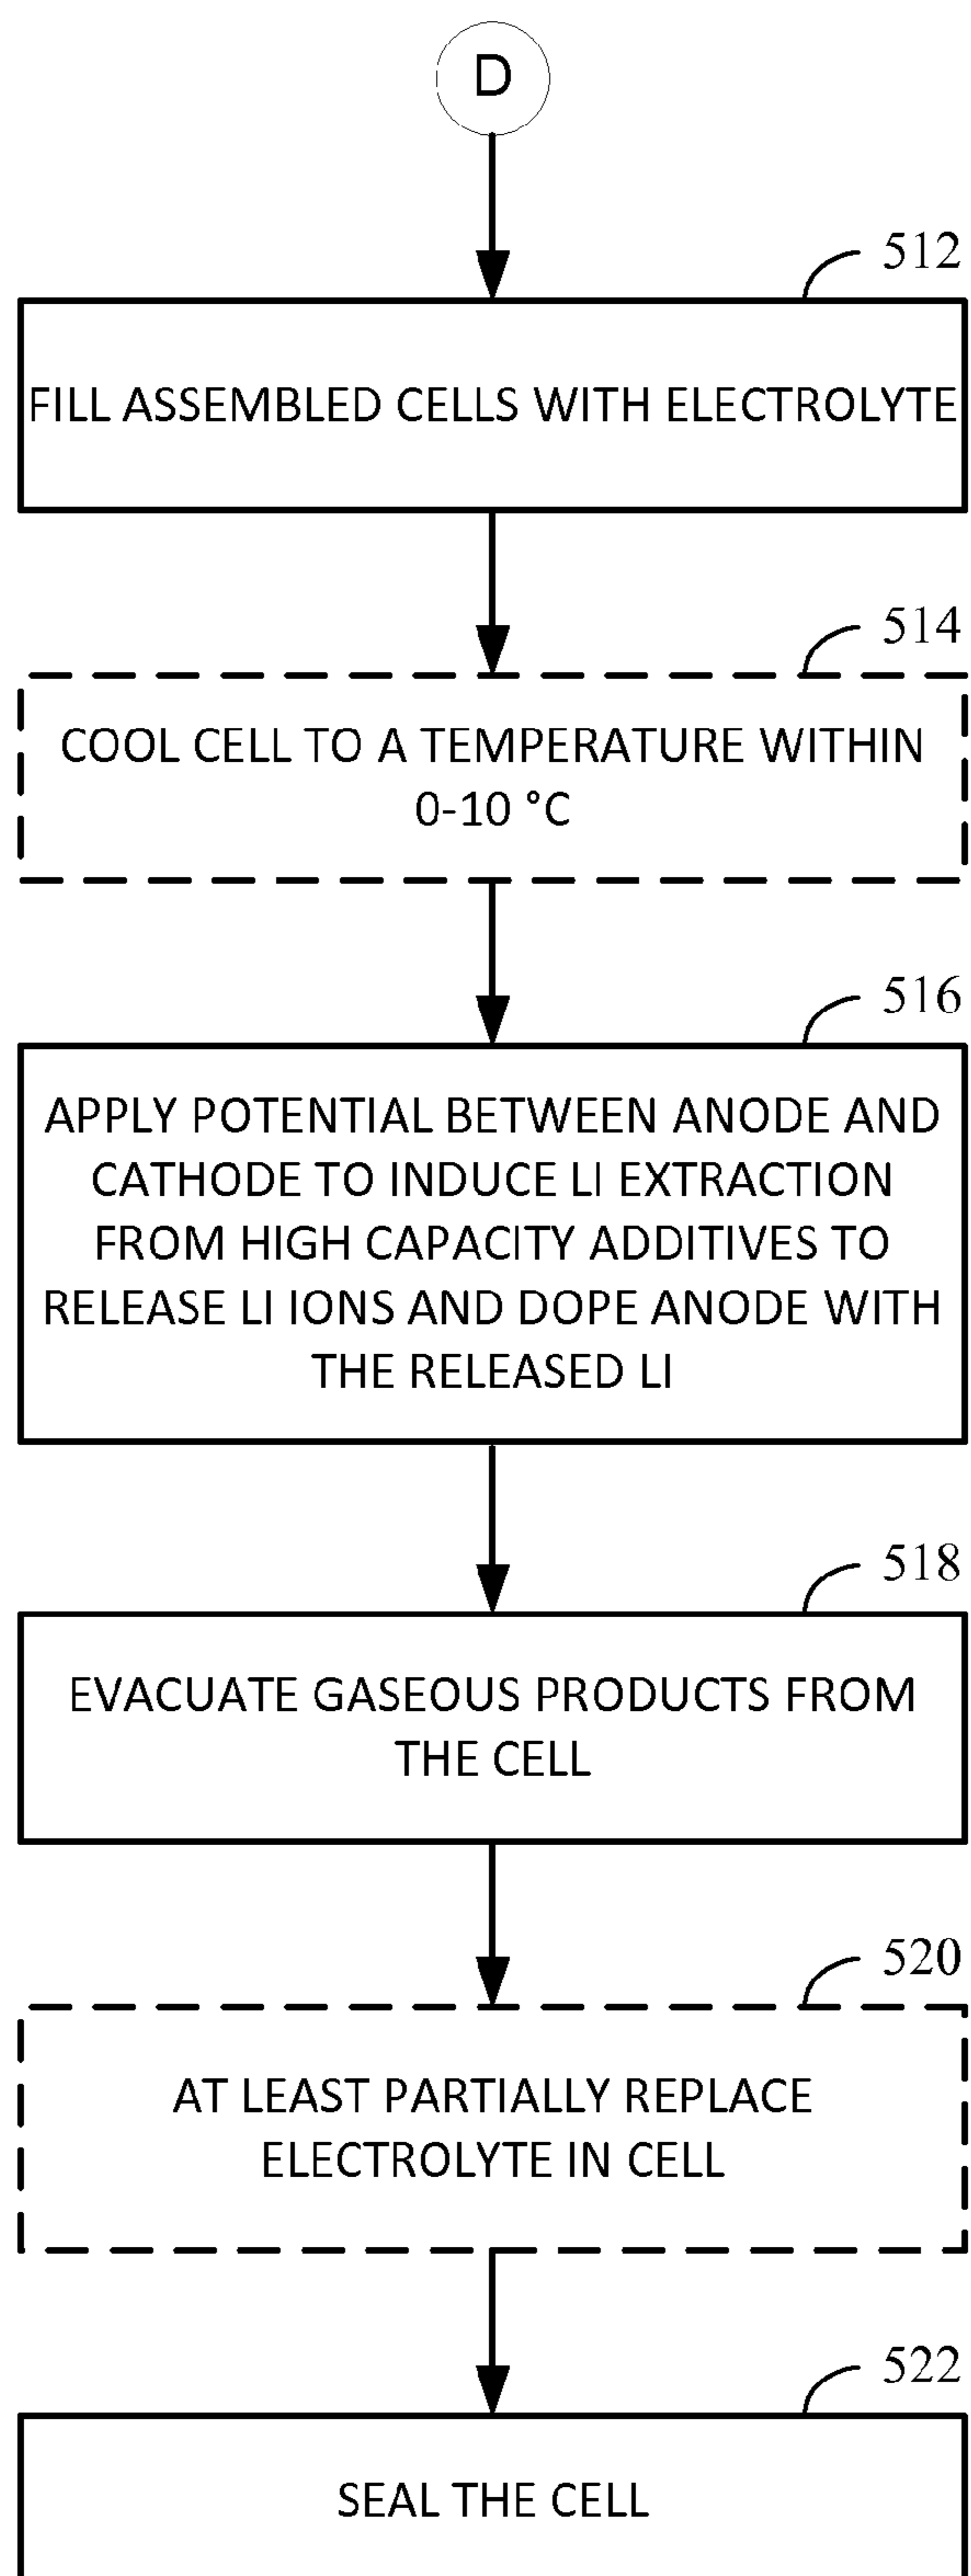 D
512
FILL ASSEMBLED CELLS WITH ELECTROLYTE
514
COOL CELL TO A TEMPERATURE WITHIN
0-10 °C
516
APPLY POTENTIAL BETWEEN ANODE AND
CATHODE TO INDUCE LI EXTRACTION
FROM HIGH CAPACITY ADDITIVES TO
RELEASE LI IONS AND DOPE ANODE WITH
THE RELEASED LI
518
EVACUATE GASEOUS PRODUCTS FROM
THE CELL
520
AT LEAST PARTIALLY REPLACE
ELECTROLYTE IN CELL
522
SEAL THE CELL